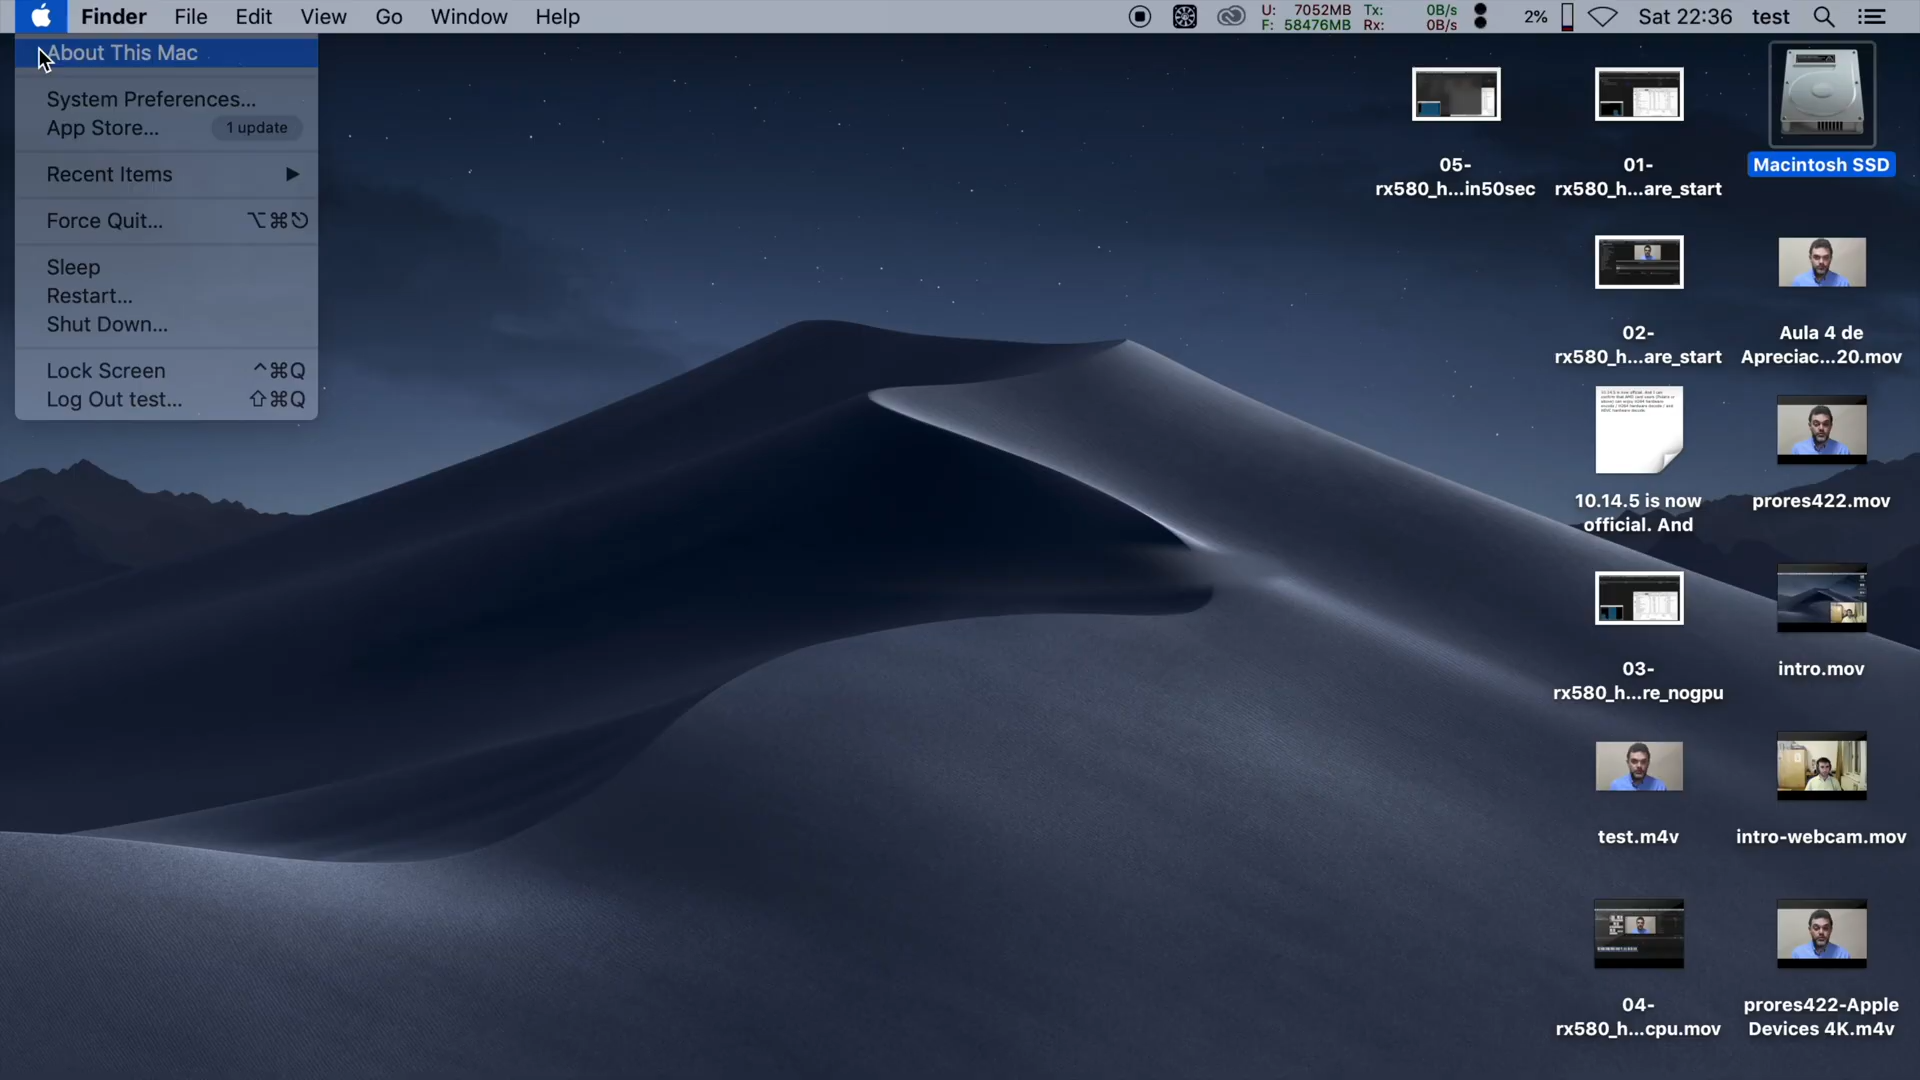 Finder File Edit View Go Window Help
U: 7052MB Tx: 0B/s
F: 58476MB Rx: 0B/s
2% Sat 22:36 test
About This Mac
System Preferences...
App Store... 1 update
Recent Items
Force Quit... ⌥⌘⎋
Sleep
Restart...
Shut Down...
Lock Screen ^⌘Q
Log Out test... ⇧⌘Q
05-
rx580_h...in50sec
01-
rx580_h...are_start
Macintosh SSD
02-
rx580_h...are_start
Aula 4 de
Apreciac...20.mov
10.14.5 is now
official. And
prores422.mov
03-
rx580_h...re_nogpu
intro.mov
test.m4v
intro-webcam.mov
04-
rx580_h...cpu.mov
prores422-Apple
Devices 4K.m4v